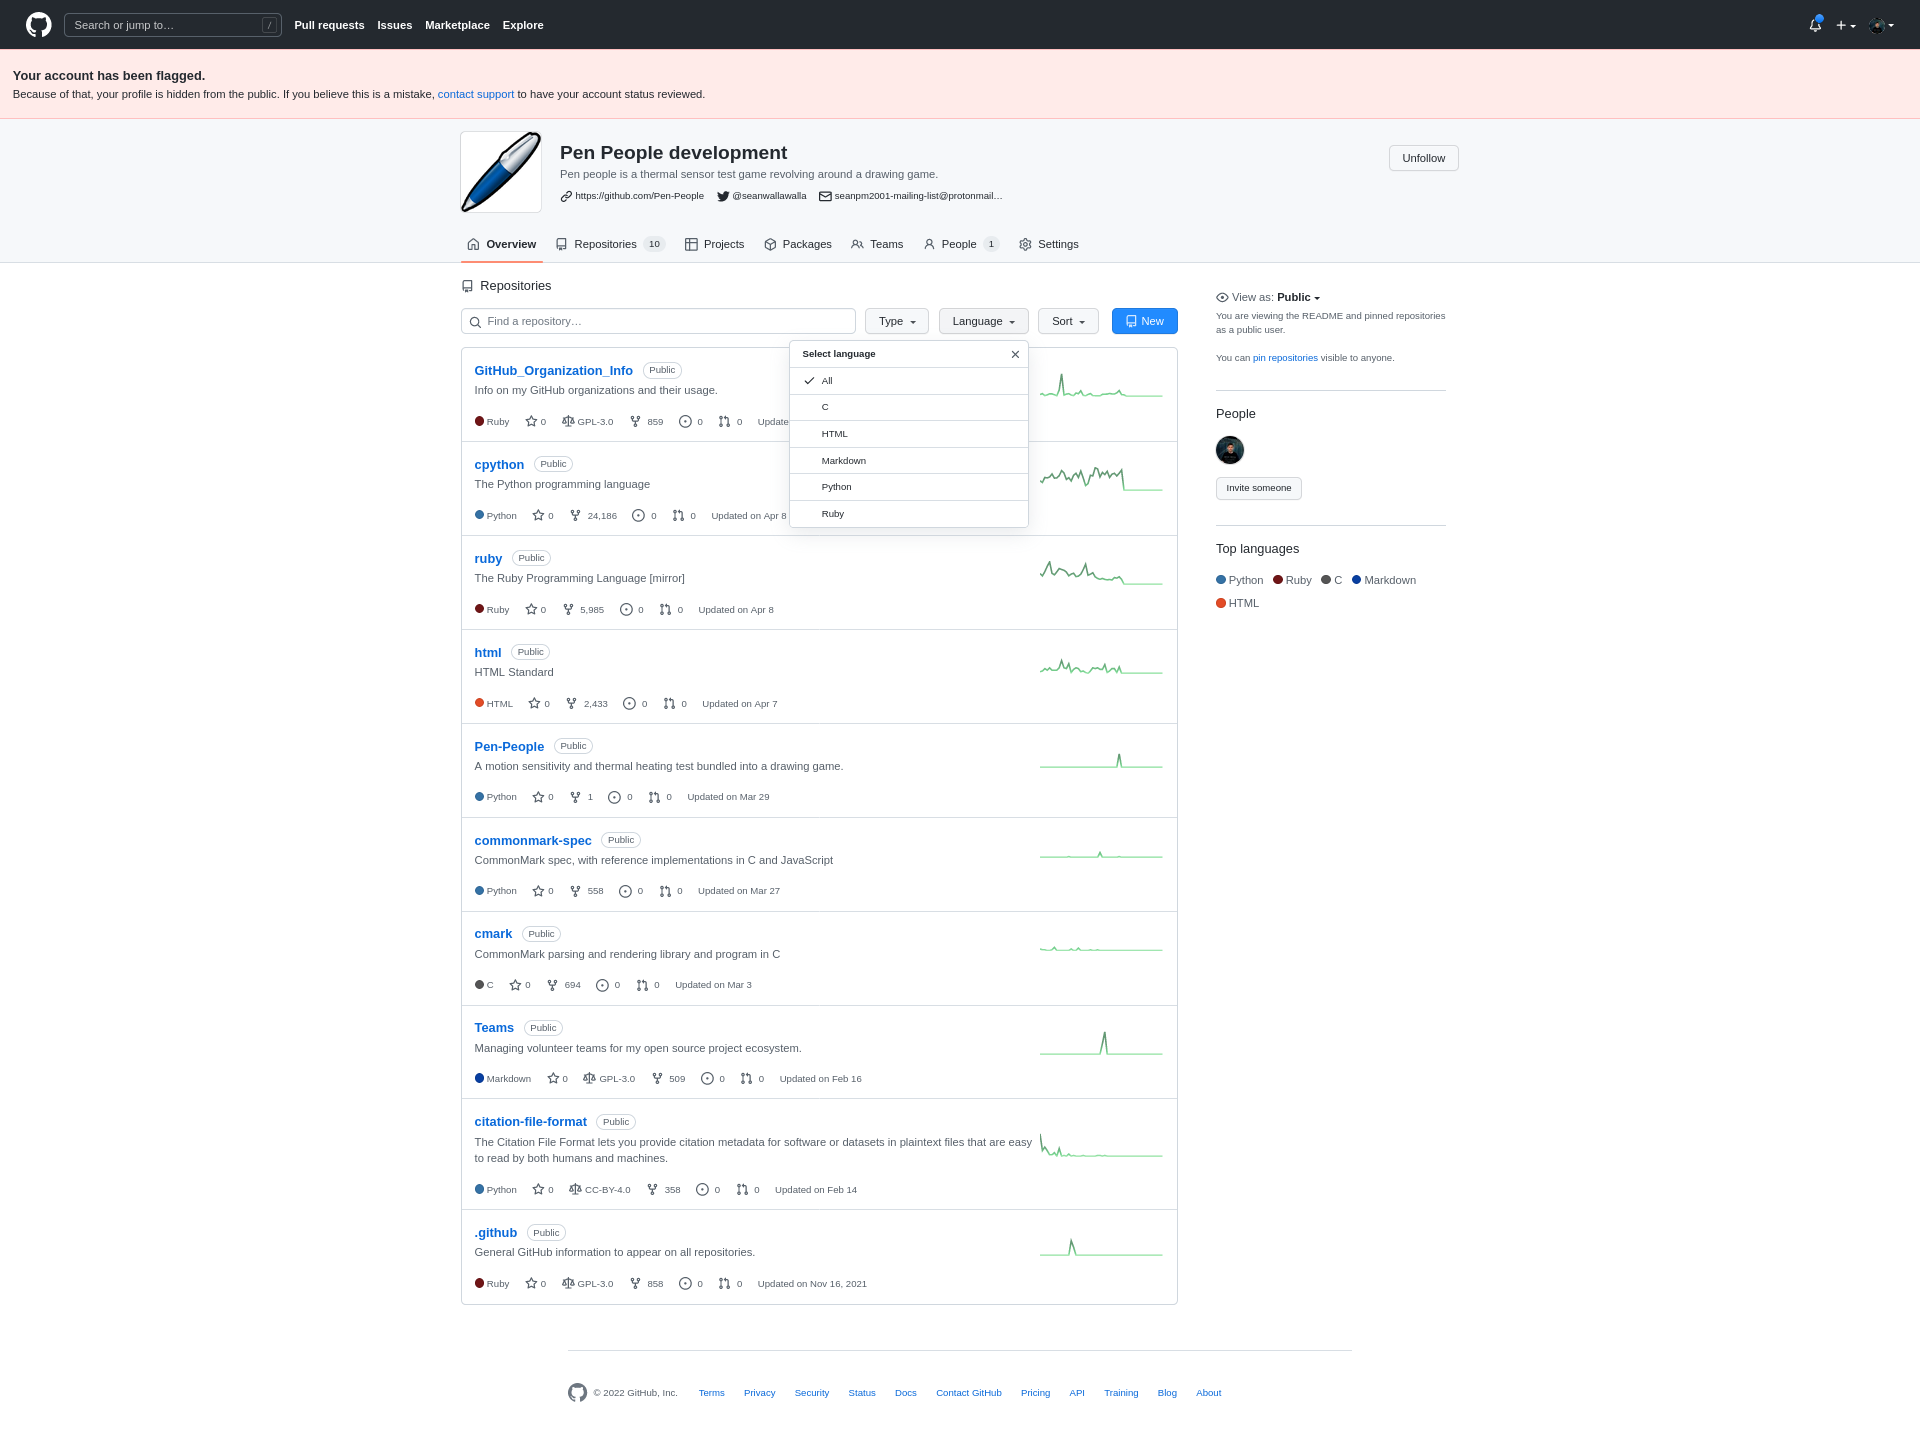 Search or jump to…
/
Pull requests Issues Marketplace Explore
Your account has been flagged.
Because of that, your profile is hidden from the public. If you believe this is a mistake, contact support to have your account status reviewed.
Pen People development
Unfollow
Pen people is a thermal sensor test game revolving around a drawing game.
https://github.com/Pen-People @seanwallawalla seanpm2001-mailing-list@protonmail…
Overview Repositories 10 Projects Packages Teams People 1 Settings
Repositories
Find a repository…
Type Language Sort New
Select language
All
C
HTML
Markdown
Python
Ruby
GitHub_Organization_Info Public
Info on my GitHub organizations and their usage.
Ruby 0 GPL-3.0 859 0 0 Update
cpython Public
The Python programming language
Python 0 24,186 0 0 Updated on Apr 8
ruby Public
The Ruby Programming Language [mirror]
Ruby 0 5,985 0 0 Updated on Apr 8
html Public
HTML Standard
HTML 0 2,433 0 0 Updated on Apr 7
Pen-People Public
A motion sensitivity and thermal heating test bundled into a drawing game.
Python 0 1 0 0 Updated on Mar 29
commonmark-spec Public
CommonMark spec, with reference implementations in C and JavaScript
Python 0 558 0 0 Updated on Mar 27
cmark Public
CommonMark parsing and rendering library and program in C
C 0 694 0 0 Updated on Mar 3
Teams Public
Managing volunteer teams for my open source project ecosystem.
Markdown 0 GPL-3.0 509 0 0 Updated on Feb 16
citation-file-format Public
The Citation File Format lets you provide citation metadata for software or datasets in plaintext files that are easy
to read by both humans and machines.
Python 0 CC-BY-4.0 358 0 0 Updated on Feb 14
.github Public
General GitHub information to appear on all repositories.
Ruby 0 GPL-3.0 858 0 0 Updated on Nov 16, 2021
View as: Public
You are viewing the README and pinned repositories
as a public user.
You can pin repositories visible to anyone.
People
Invite someone
Top languages
Python Ruby C Markdown
HTML
© 2022 GitHub, Inc. Terms Privacy Security Status Docs Contact GitHub Pricing API Training Blog About